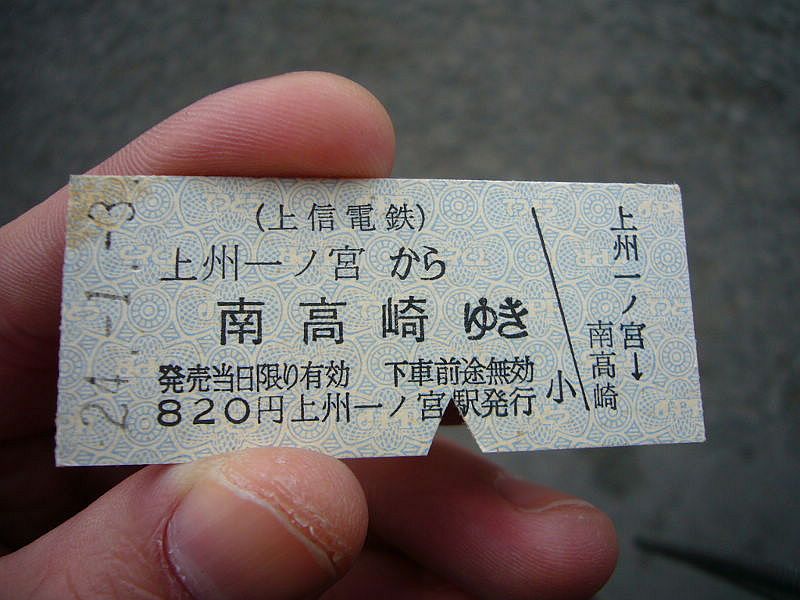 24.-1.-3.
(上信電鉄)
上州一ノ宮から
南高崎ゆき
発売当日限り有効 下車前途無効
820円上州一ノ宮駅発行
小
上州一ノ宮→
南高崎